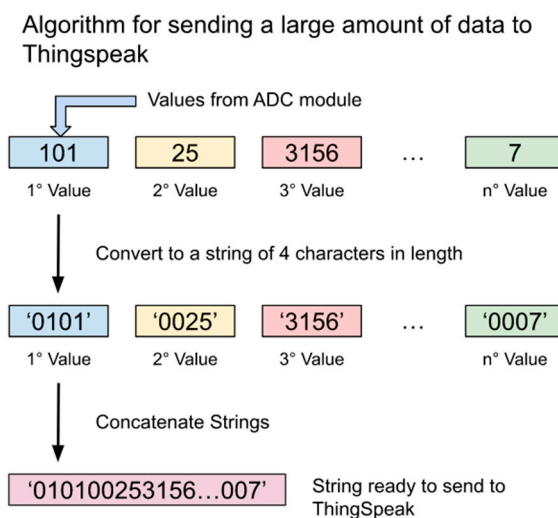 Algorithm for sending a large amount of data to
Thingspeak
Values from ADC module
101 25 3156 … 7
1° Value 2° Value 3° Value n° Value
Convert to a string of 4 characters in length
‘0101’ ‘0025’ ‘3156’ … ‘0007’
1° Value 2° Value 3° Value n° Value
Concatenate Strings
‘010100253156…007’ String ready to send to
ThingSpeak